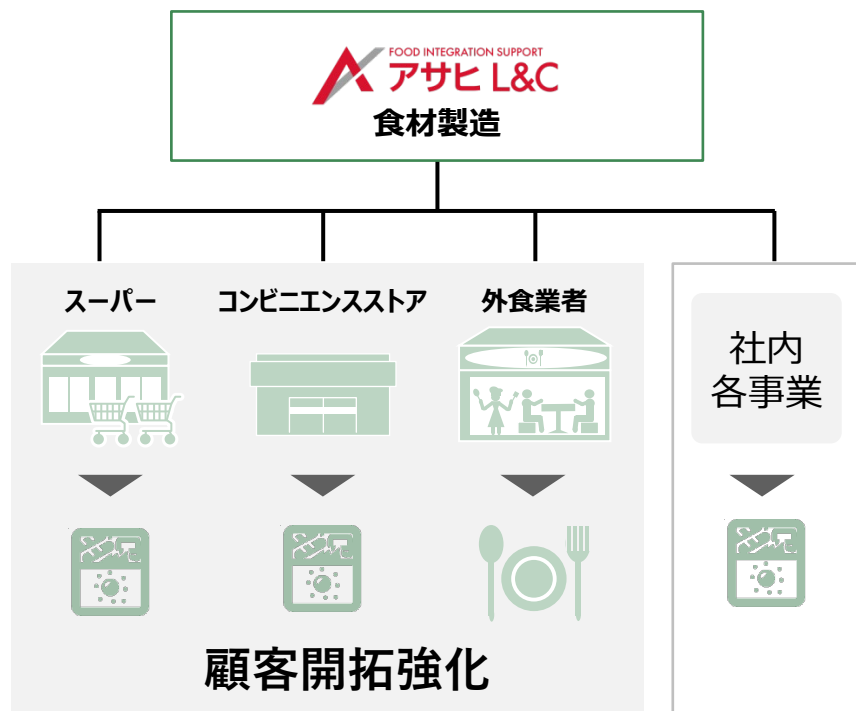 FOOD INTEGRATION SUPPORT
アサヒ L&C
食材製造
スーパー
コンビニエンスストア
外食業者
社内
各事業
顧客開拓強化